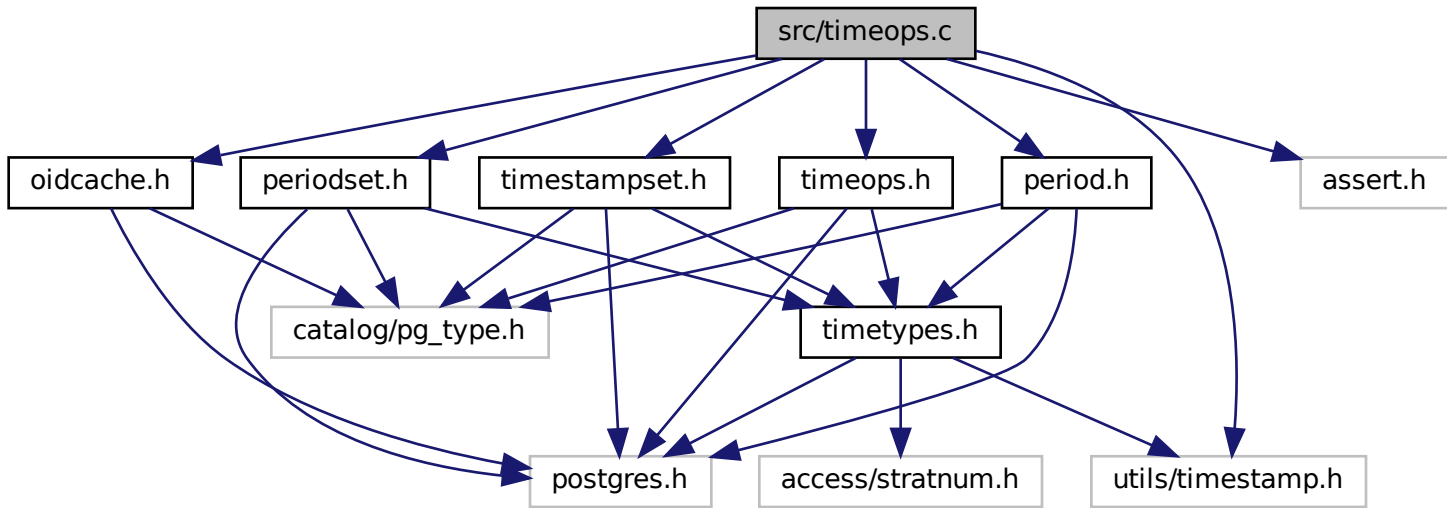 src/timeops.c
oidcache.h
periodset.h
timestampset.h
timeops.h
period.h
assert.h
catalog/pg_type.h
timetypes.h
postgres.h
access/stratnum.h
utils/timestamp.h